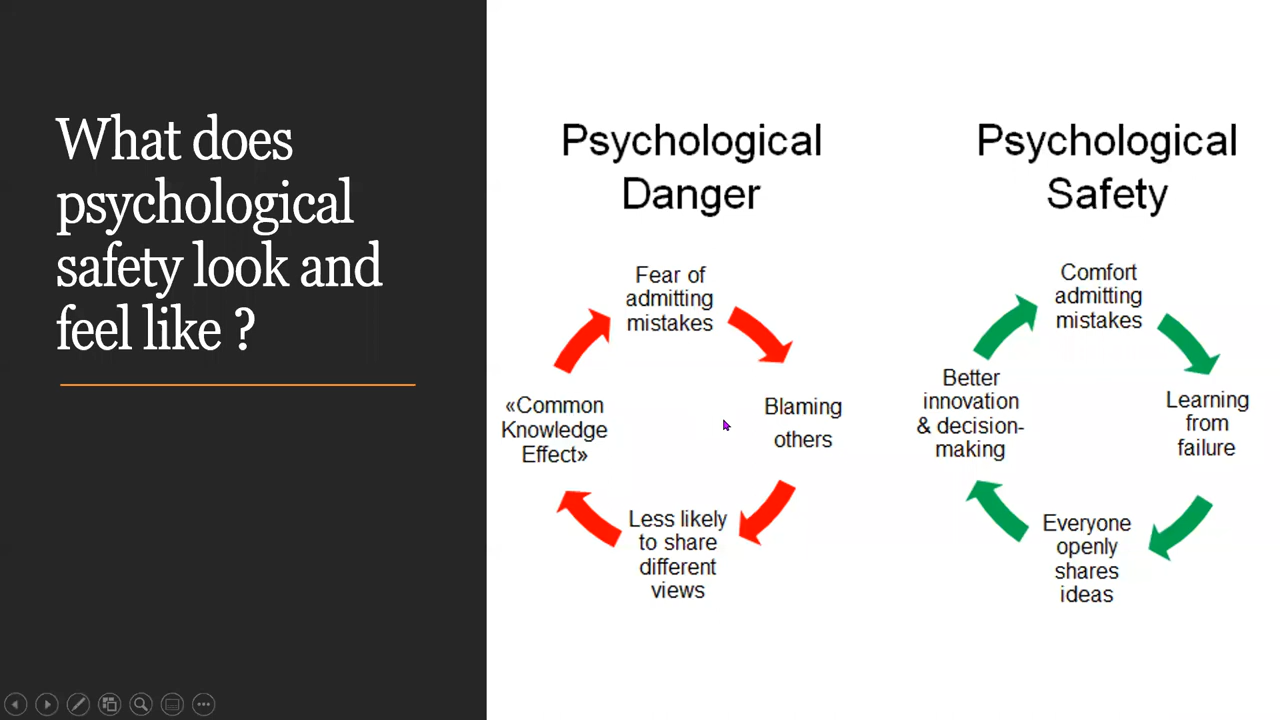 What does
psychological
safety look and
feel like ?
Psychological
Danger
Fear of
admitting
mistakes
Blaming
others
Less likely
to share
different
views
«Common
Knowledge
Effect»
Psychological
Safety
Comfort
admitting
mistakes
Learning
from
failure
Everyone
openly
shares
ideas
Better
innovation
& decision-
making